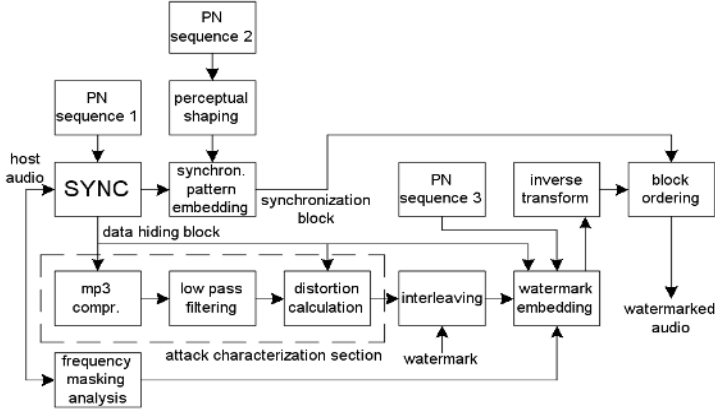 PN
sequence 2
PN
sequence 1
perceptual
shaping
host
audio
SYNC
synchron.
pattern
embedding
synchronization
block
PN
sequence 3
inverse
transform
block
ordering
data hiding block
mp3
compr.
low pass
filtering
distortion
calculation
interleaving
watermark
embedding
watermarked
audio
attack characterization section
watermark
frequency
masking
analysis